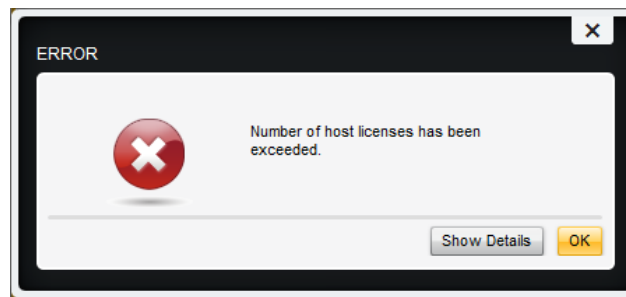 ERROR
Number of host licenses has been
exceeded.
Show Details OK